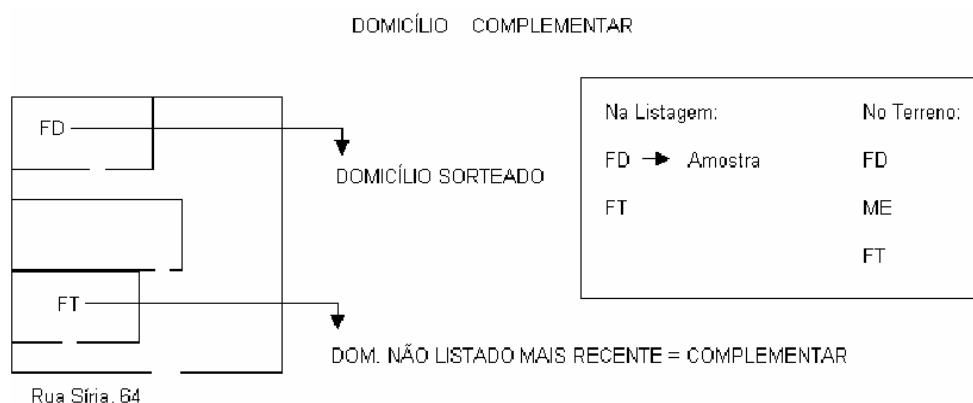 DOMICÍLIO COMPLEMENTAR
FD
DOMICÍLIO SORTEADO
FT
DOM. NÃO LISTADO MAIS RECENTE = COMPLEMENTAR
Rua Síria, 64
Na Listagem: No Terreno:
FD Amostra FD
FT ME
FT